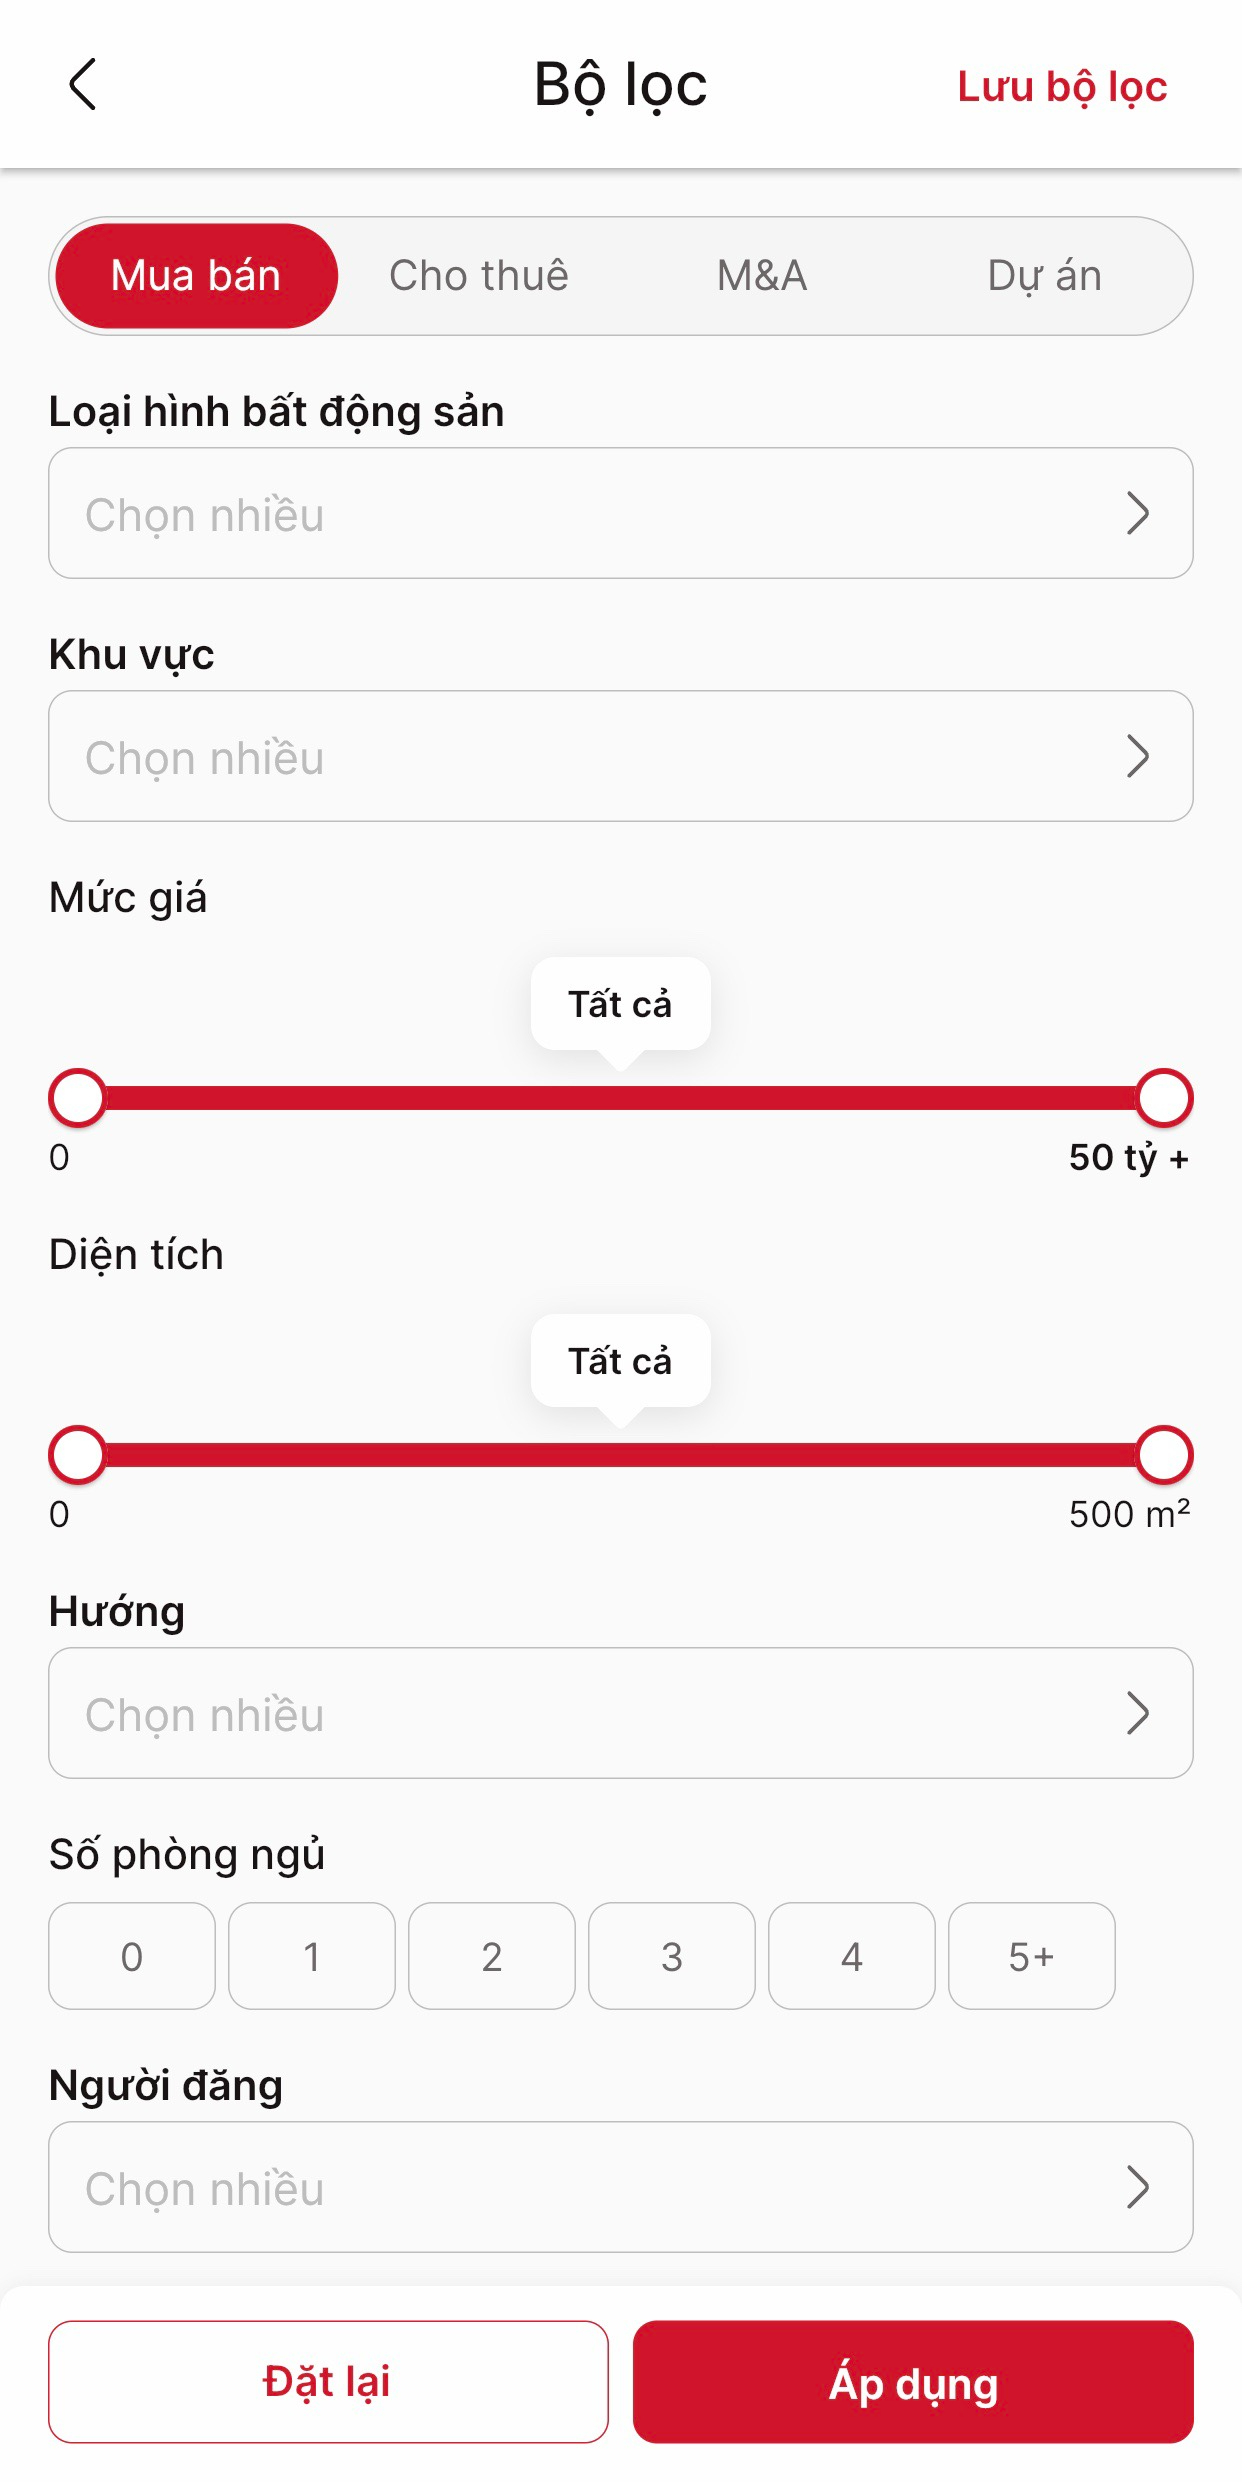 Bộ lọc
Lưu bộ lọc
Mua bán
Cho thuê
M&A
Dự án
Loại hình bất động sản
Chọn nhiều
Khu vực
Chọn nhiều
Mức giá
Tất cả
0
50 tỷ +
Diện tích
Tất cả
0
500 m²
Hướng
Chọn nhiều
Số phòng ngủ
0
1
2
3
4
5+
Người đăng
Chọn nhiều
Đặt lại
Áp dụng